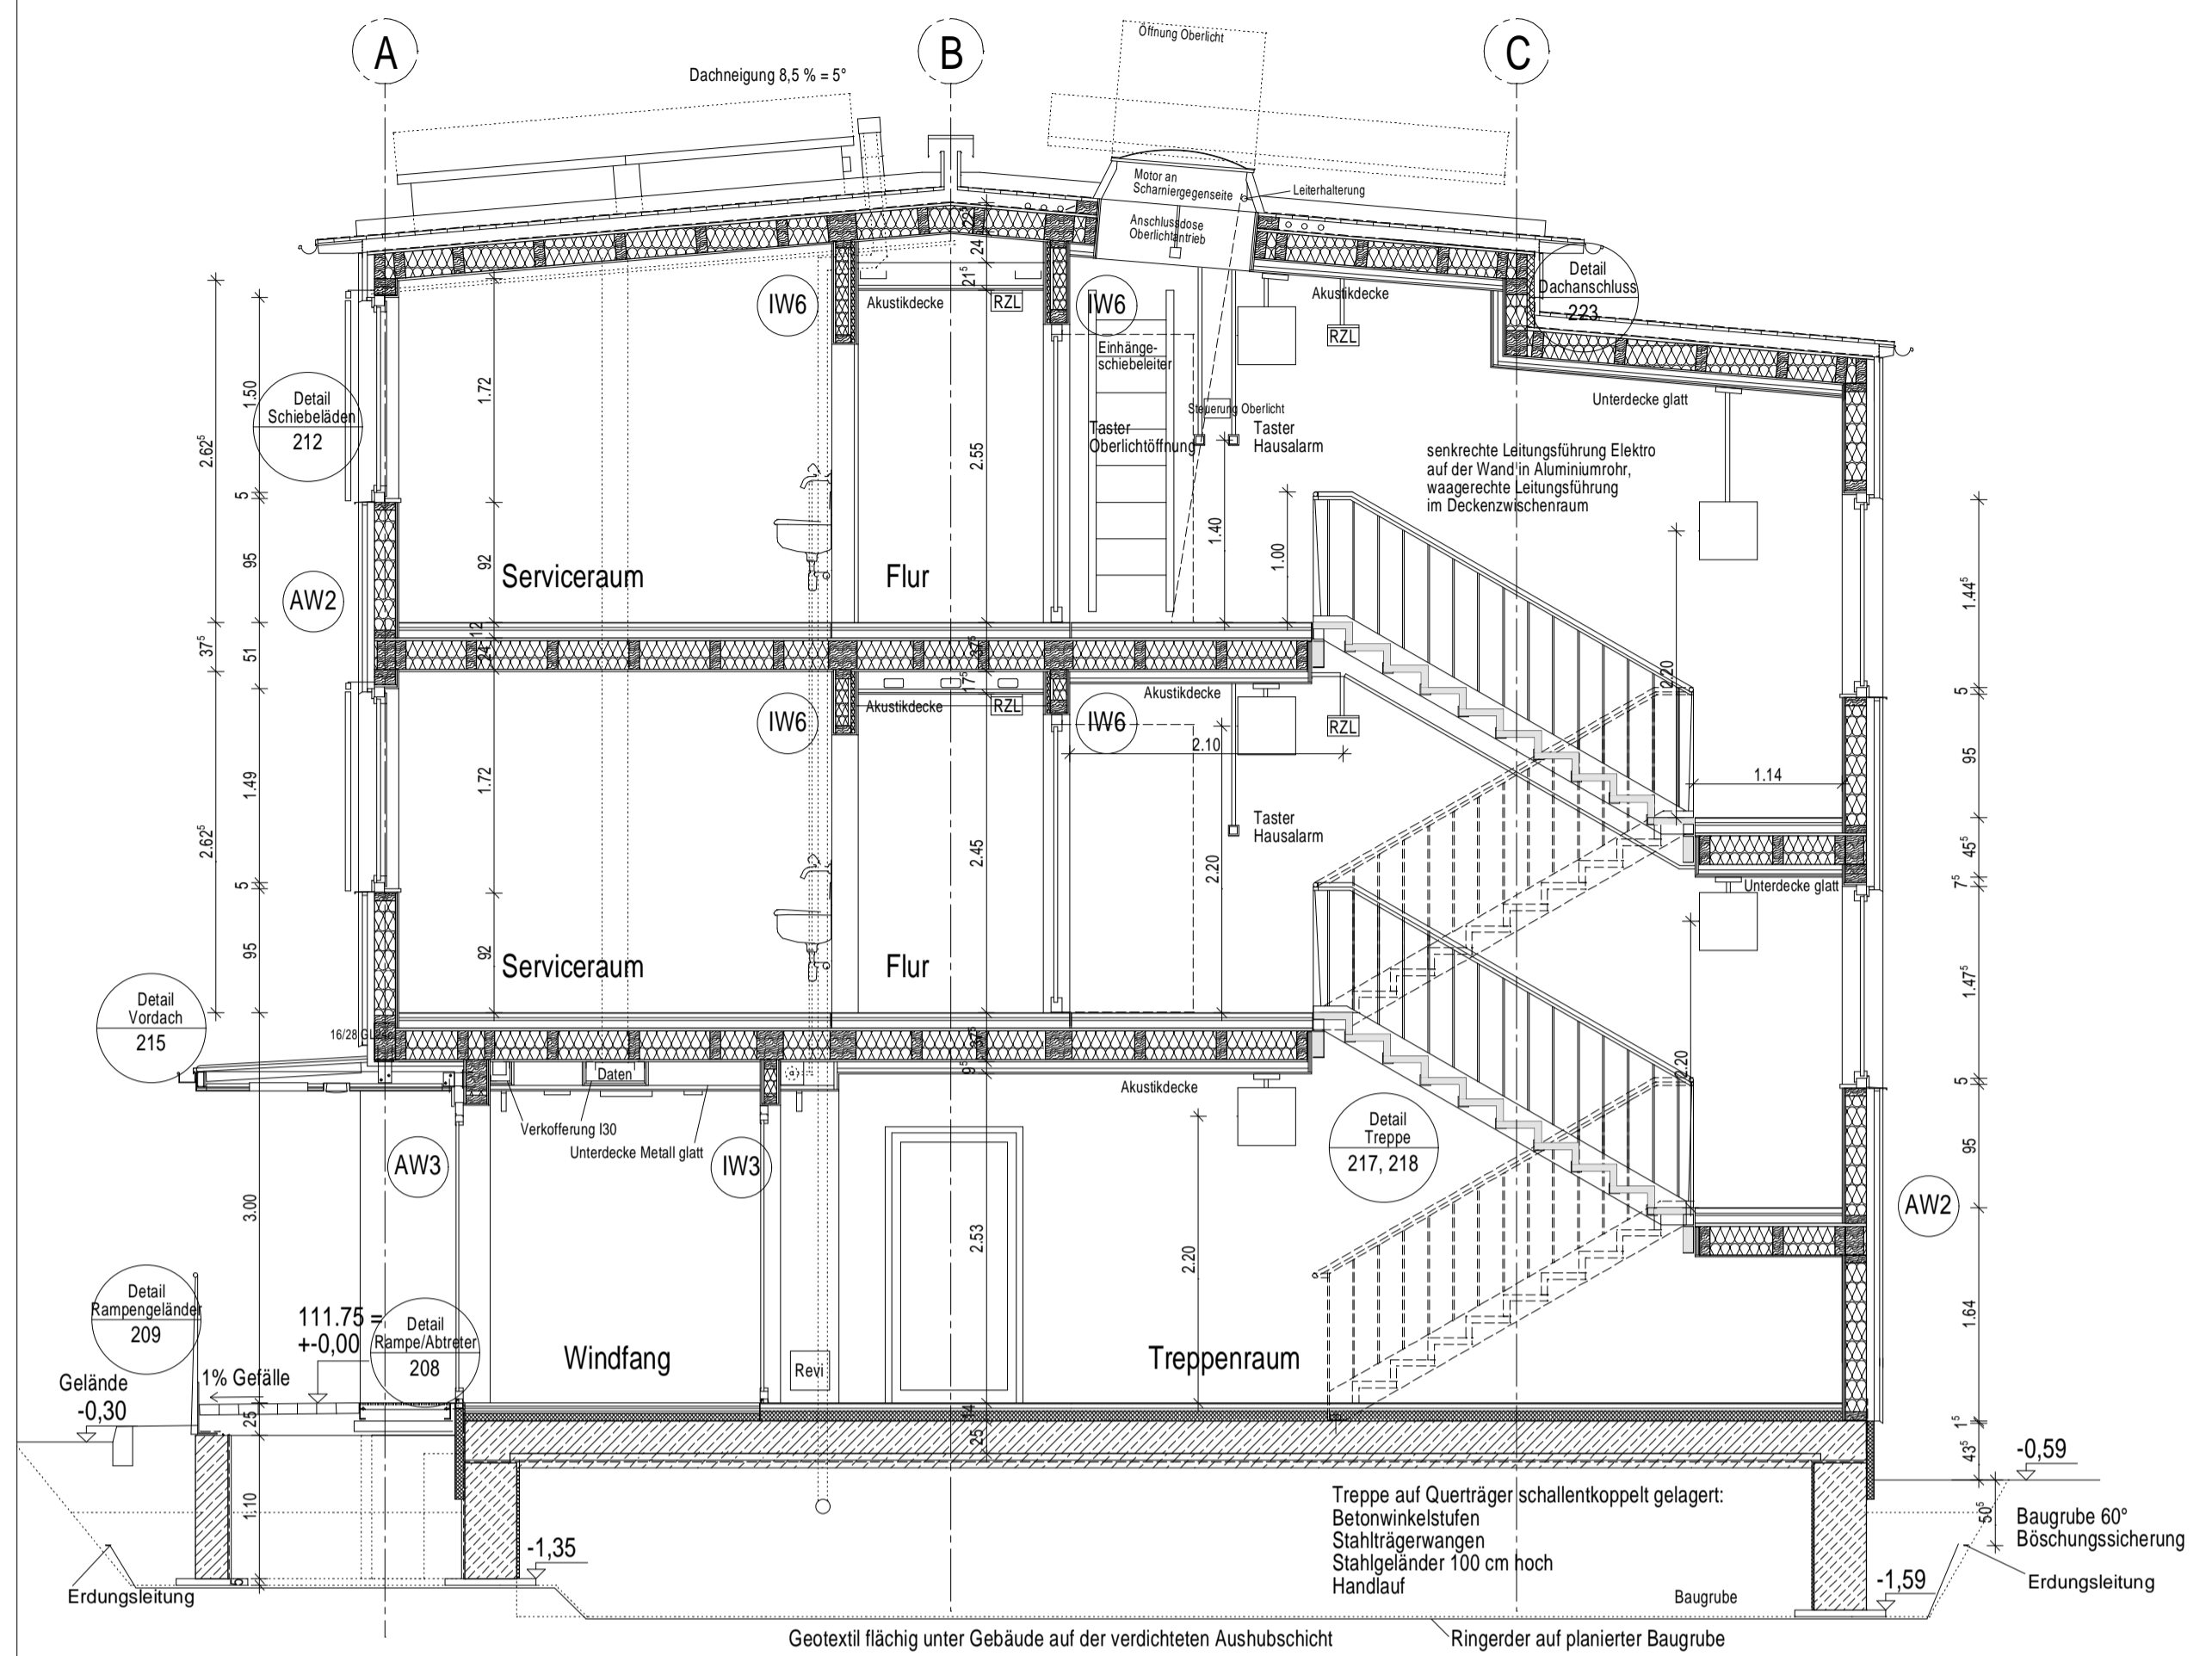 A
B
C
Öffnung Oberlicht
Dachneigung 8,5 % = 5°
Motor an
Scharniergegenseite
Leiterhalterung
Anschlussdose
Oberlichtantrieb
22⁵
24
21⁵
Detail
Dachanschluss
223
IW6
Akustikdecke
RZL
IW6
Akustikdecke
RZL
Einhänge-
schiebeleiter
Unterdecke glatt
Detail
Schiebeläden
212
1.50
1.72
2.62⁵
2.55
Steuerung Oberlicht
Taster
Oberlichtöffnung
Taster
Hausalarm
senkrechte Leitungsführung Elektro
auf der Wand in Aluminiumrohr,
waagerechte Leitungsführung
im Deckenzwischenraum
5
95
92
1.40
1.00
1.44⁵
AW2
Serviceraum
Flur
37⁵
51
12
24
37⁵
17⁵
2.20
5
Akustikdecke
RZL
Akustikdecke
IW6
IW6
RZL
2.10
95
1.14
1.49
1.72
2.62⁵
2.45
Taster
Hausalarm
2.20
45⁵
7⁵
Unterdecke glatt
5
95
92
Serviceraum
Flur
1.47⁵
Detail
Vordach
215
16/28 GL24
37⁵
9⁵
2.20
5
Daten
Akustikdecke
Verkofferung I30
Unterdecke Metall glatt
Detail
Treppe
217, 218
95
AW3
IW3
AW2
3.00
2.53
2.20
1.64
Detail
Rampengeländer
209
111.75 =
+-0,00
Detail
Rampe/Abtreter
208
Windfang
Revi
Treppenraum
Gelände
-0,30
1% Gefälle
25
14
25
1⁵
43⁵
-0,59
1.10
5
-1,35
Treppe auf Querträger schallentkoppelt gelagert:
Betonwinkelstufen
Stahlträgerwangen
Stahlgeländer 100 cm hoch
Handlauf
50⁵
Baugrube 60°
Böschungssicherung
Erdungsleitung
Baugrube
-1,59
Erdungsleitung
Geotextil flächig unter Gebäude auf der verdichteten Aushubschicht
Ringerder auf planierter Baugrube